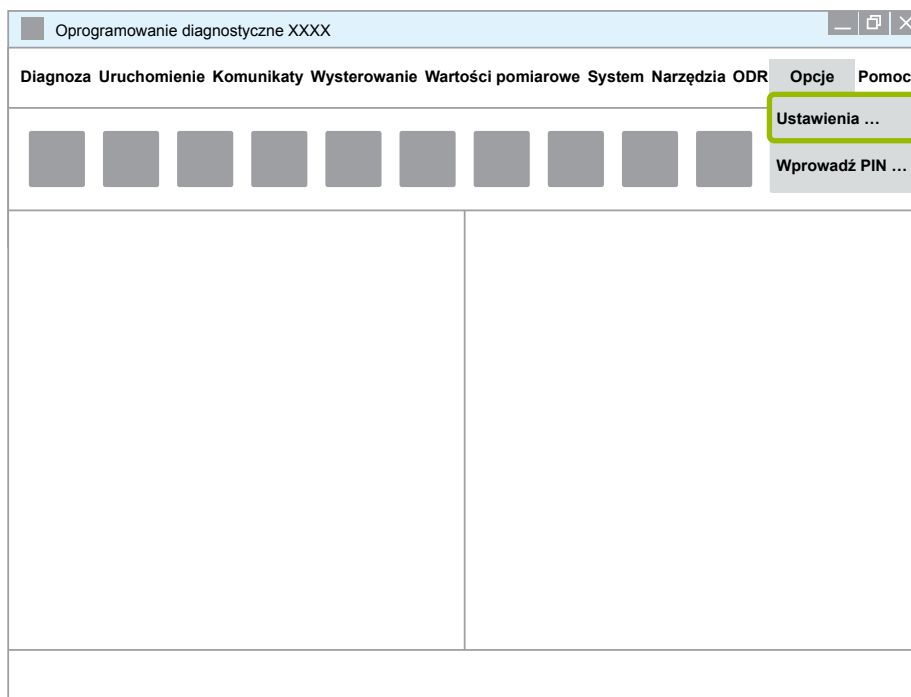 Oprogramowanie diagnostyczne XXXX
Diagnoza Uruchomienie Komunikaty Wysterowanie Wartości pomiarowe System Narzędzia ODR Opcje Pomoc
Ustawienia …
Wprowadź PIN …